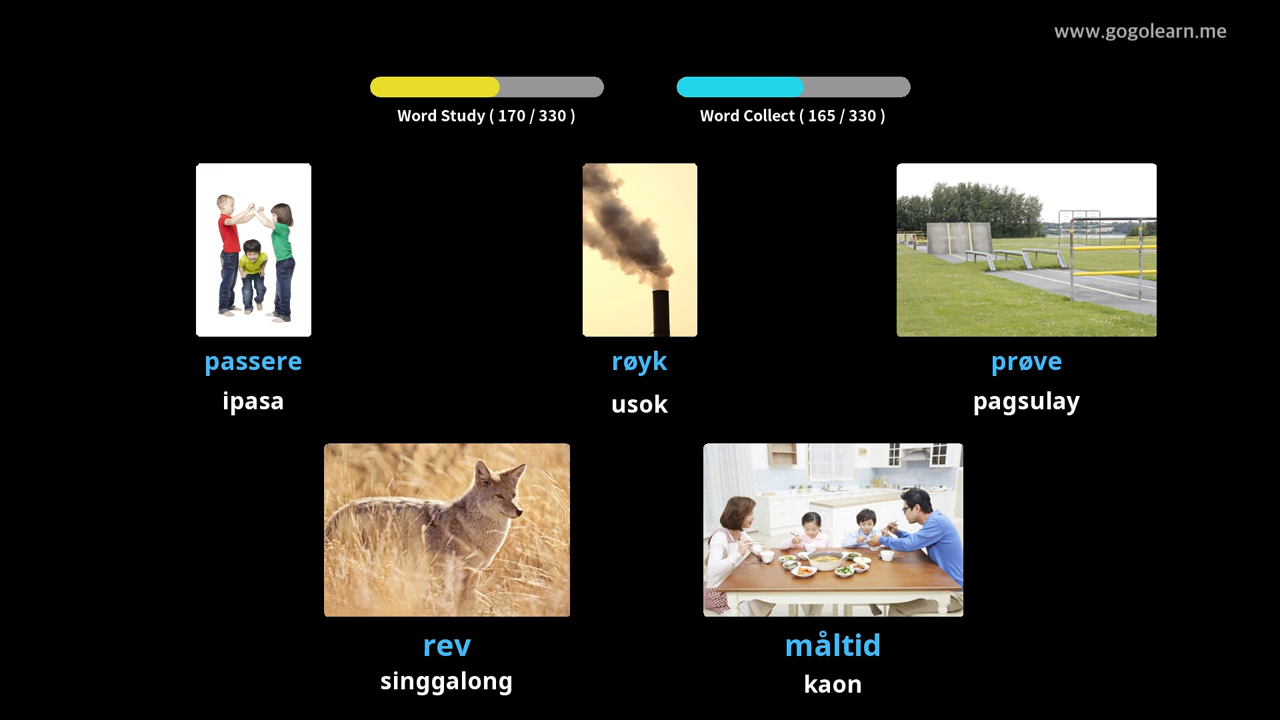 www.gogolearn.me
Word Study ( 170 / 330 )
Word Collect ( 165 / 330 )
passere
røyk
prøve
ipasa
usok
pagsulay
rev
måltid
singgalong
kaon